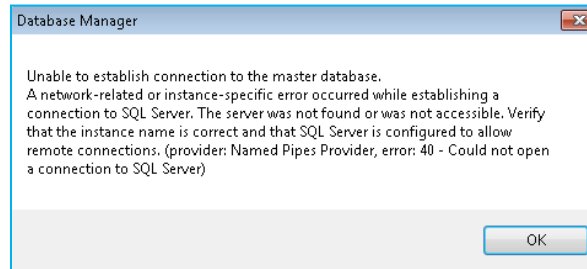 Database Manager
Unable to establish connection to the master database.
A network-related or instance-specific error occurred while establishing a
connection to SQL Server. The server was not found or was not accessible. Verify
that the instance name is correct and that SQL Server is configured to allow
remote connections. (provider: Named Pipes Provider, error: 40 - Could not open
a connection to SQL Server)
OK